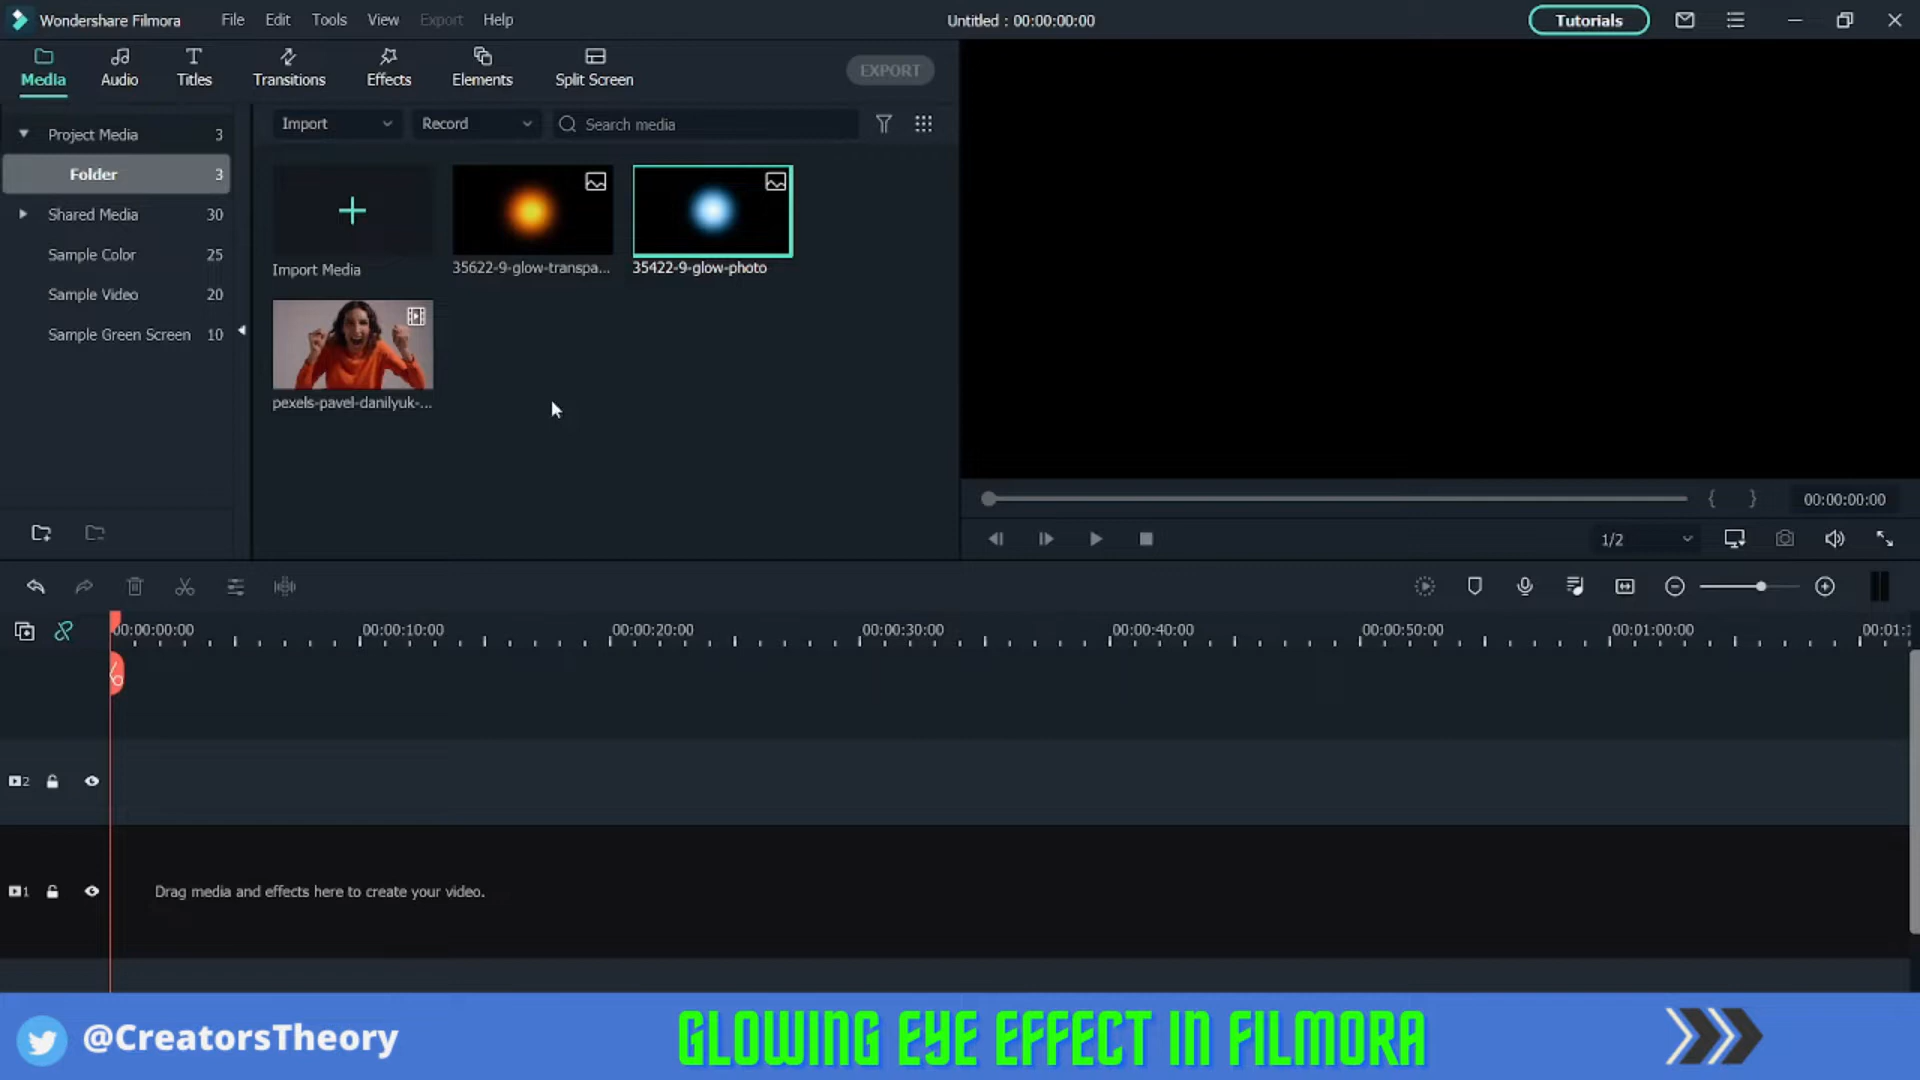 Wondershare Filmora
File Edit Tools View Export Help
Untitled : 00:00:00:00
Tutorials
Media Audio Titles Transitions Effects Elements Split Screen
EXPORT
Project Media 3
Folder 3
Shared Media 30
Sample Color 25
Sample Video 20
Sample Green Screen 10
Import Record Search media
Import Media
35622-9-glow-transpa...
35422-9-glow-photo
pexels-pavel-danilyuk-...
00:00:00:00
1/2
00:00:00:00 00:00:10:00 00:00:20:00 00:00:30:00 00:00:40:00 00:00:50:00 00:01:00:00 00:01:
2
1
Drag media and effects here to create your video.
@CreatorsTheory
GLOWING EYE EFFECT IN FILMORA